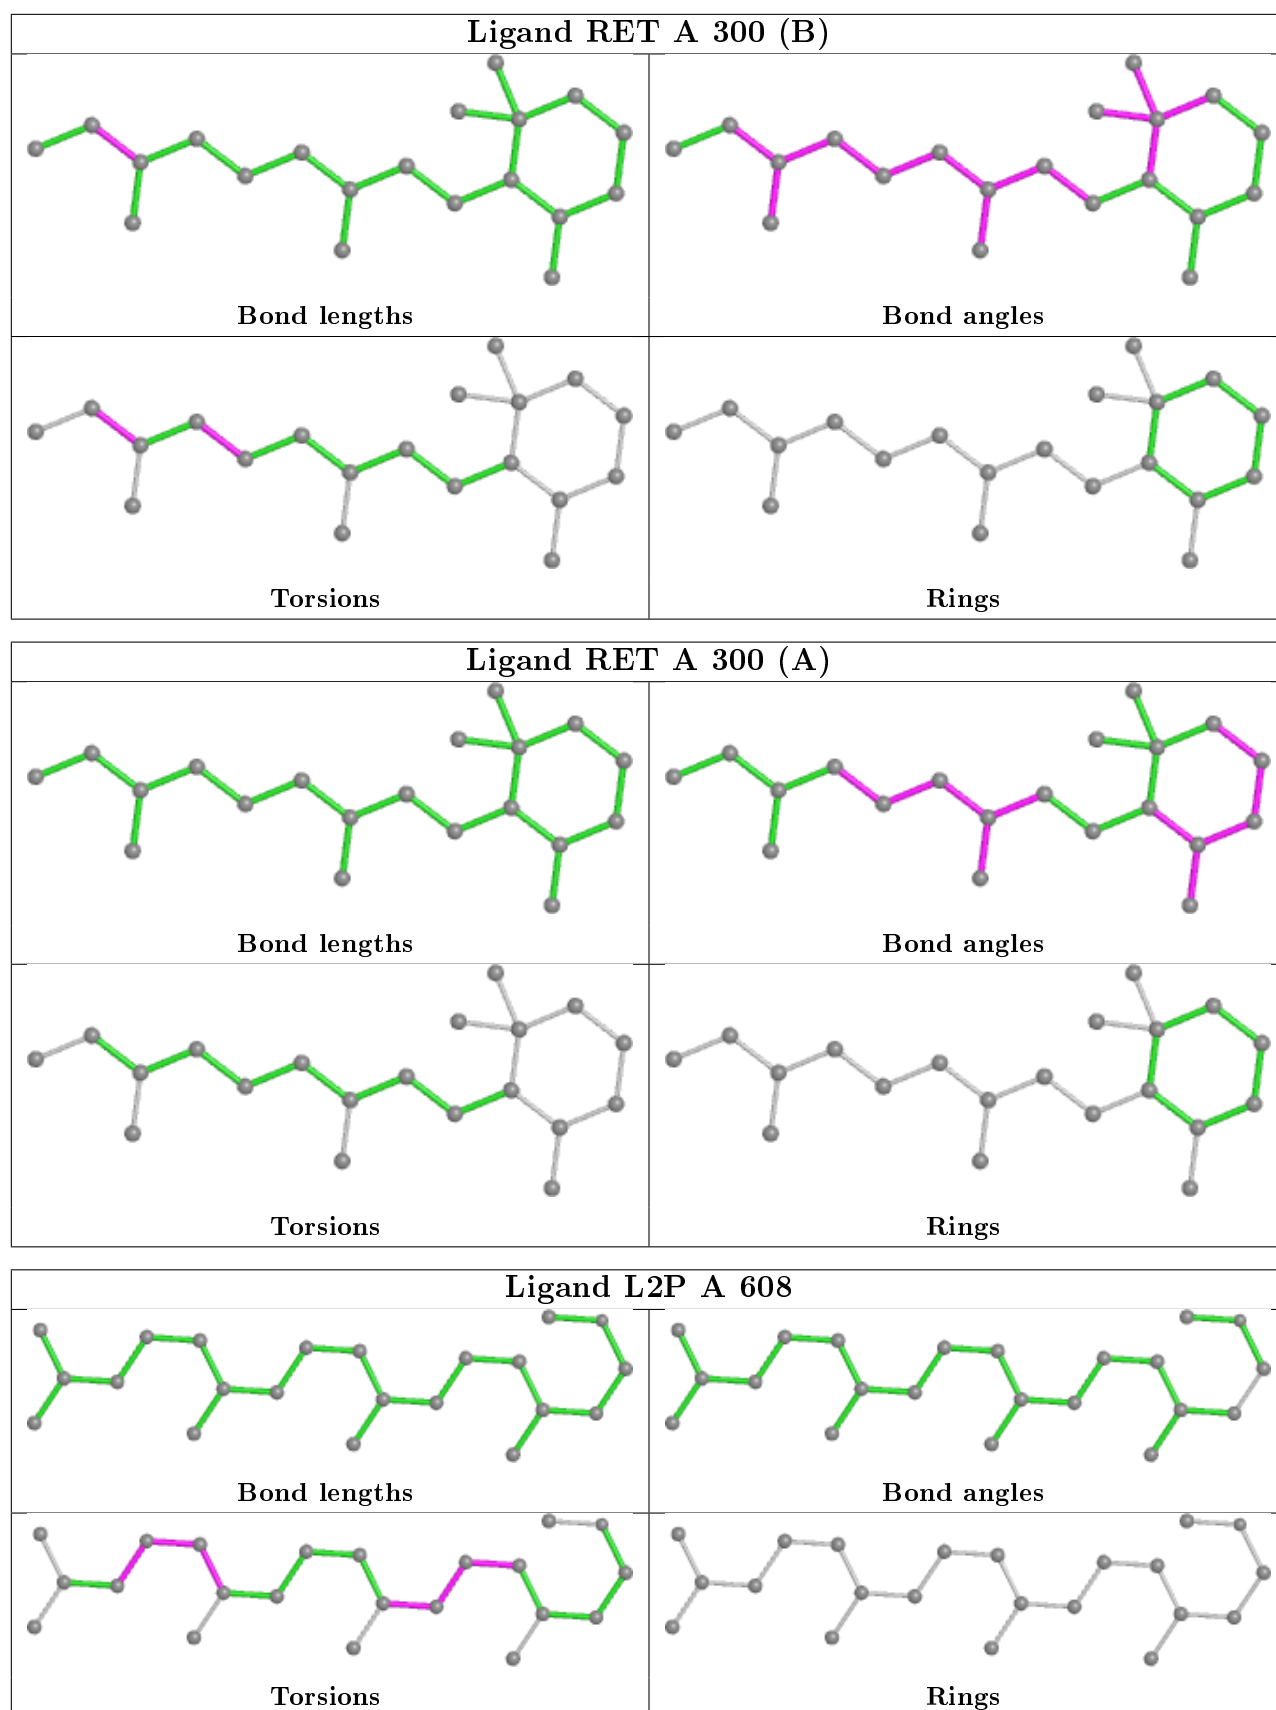 Ligand RET A 300 (B)
Bond lengths
Bond angles
Torsions
Rings
Ligand RET A 300 (A)
Bond lengths
Bond angles
Torsions
Rings
Ligand L2P A 608
Bond lengths
Bond angles
Torsions
Rings